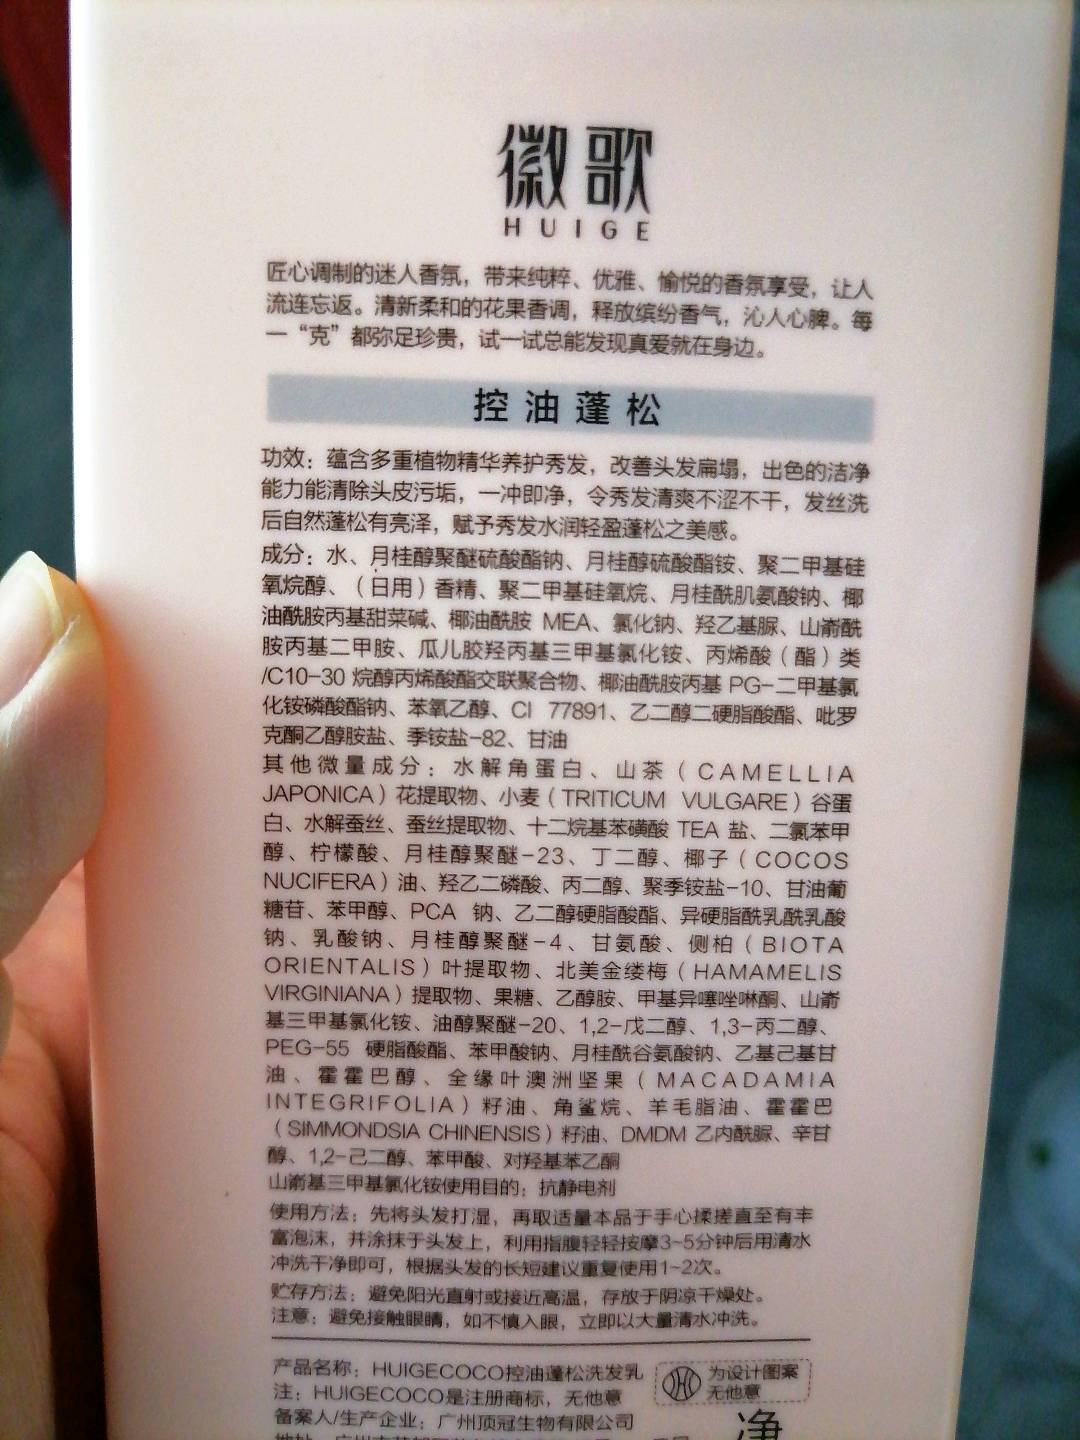 徽歌
HUIGE
匠心调制的迷人香氛，带来纯粹、优雅、愉悦的香氛享受，让人
流连忘返。清新柔和的花果香调，释放缤纷香气，沁人心脾。每
一“克”都弥足珍贵，试一试总能发现真爱就在身边。
控油蓬松
功效：蕴含多重植物精华养护秀发，改善头发扁塌，出色的洁净
能力能清除头皮污垢，一冲即净，令秀发清爽不涩不干，发丝洗
后自然蓬松有亮泽，赋予秀发水润轻盈蓬松之美感。
成分：水、月桂醇聚醚硫酸酯钠、月桂醇硫酸酯铵、聚二甲基硅
氧烷醇、（日用）香精、聚二甲基硅氧烷、月桂酰肌氨酸钠、椰
油酰胺丙基甜菜碱、椰油酰胺 MEA、氯化钠、羟乙基脲、山嵛酰
胺丙基二甲胺、瓜儿胶羟丙基三甲基氯化铵、丙烯酸（酯）类
/C10-30 烷醇丙烯酸酯交联聚合物、椰油酰胺丙基 PG-二甲基氯
化铵磷酸酯钠、苯氧乙醇、CI 77891、乙二醇二硬脂酸酯、吡罗
克酮乙醇胺盐、季铵盐-82、甘油
其他微量成分：水解角蛋白、山茶（CAMELLIA
JAPONICA）花提取物、小麦（TRITICUM VULGARE）谷蛋
白、水解蚕丝、蚕丝提取物、十二烷基苯磺酸 TEA 盐、二氯苯甲
醇、柠檬酸、月桂醇聚醚-23、丁二醇、椰子（COCOS
NUCIFERA）油、羟乙二磷酸、丙二醇、聚季铵盐-10、甘油葡
糖苷、苯甲醇、PCA 钠、乙二醇硬脂酸酯、异硬脂酰乳酰乳酸
钠、乳酸钠、月桂醇聚醚-4、甘氨酸、侧柏（BIOTA
ORIENTALIS）叶提取物、北美金缕梅（HAMAMELIS
VIRGINIANA）提取物、果糖、乙醇胺、甲基异噻唑啉酮、山嵛
基三甲基氯化铵、油醇聚醚-20、1,2-戊二醇、1,3-丙二醇、
PEG-55 硬脂酸酯、苯甲酸钠、月桂酰谷氨酸钠、乙基己基甘
油、霍霍巴醇、全缘叶澳洲坚果（MACADAMIA
INTEGRIFOLIA）籽油、角鲨烷、羊毛脂油、霍霍巴
（SIMMONDSIA CHINENSIS）籽油、DMDM 乙内酰脲、辛甘
醇、1,2-己二醇、苯甲酸、对羟基苯乙酮
山嵛基三甲基氯化铵使用目的：抗静电剂
使用方法：先将头发打湿，再取适量本品于手心揉搓直至有丰
富泡沫，并涂抹于头发上，利用指腹轻轻按摩3~5分钟后用清水
冲洗干净即可，根据头发的长短建议重复使用1~2次。
贮存方法：避免阳光直射或接近高温，存放于阴凉干燥处。
注意：避免接触眼睛，如不慎入眼，立即以大量清水冲洗。
产品名称：HUIGECOCO控油蓬松洗发乳
注：HUIGECOCO是注册商标，无他意
为设计图案
无他意
备案人/生产企业：广州顶冠生物有限公司
净